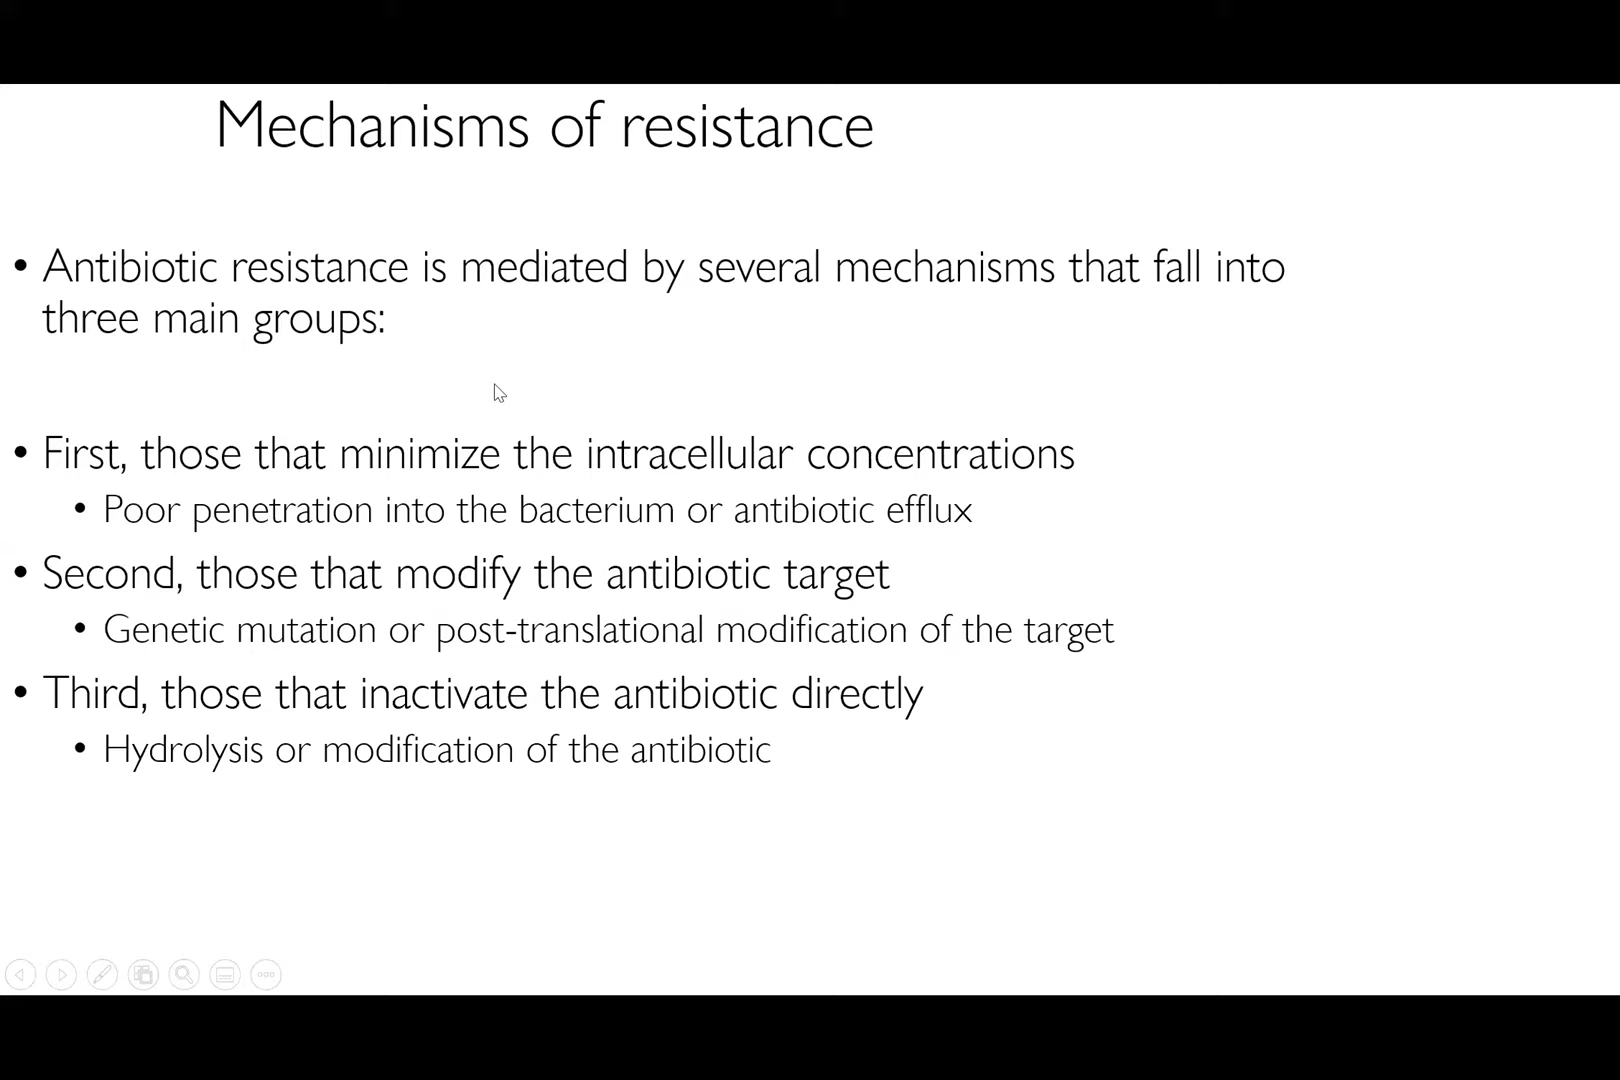 Mechanisms of resistance
• Antibiotic resistance is mediated by several mechanisms that fall into
three main groups:
• First, those that minimize the intracellular concentrations
• Poor penetration into the bacterium or antibiotic efflux
• Second, those that modify the antibiotic target
• Genetic mutation or post-translational modification of the target
• Third, those that inactivate the antibiotic directly
• Hydrolysis or modification of the antibiotic